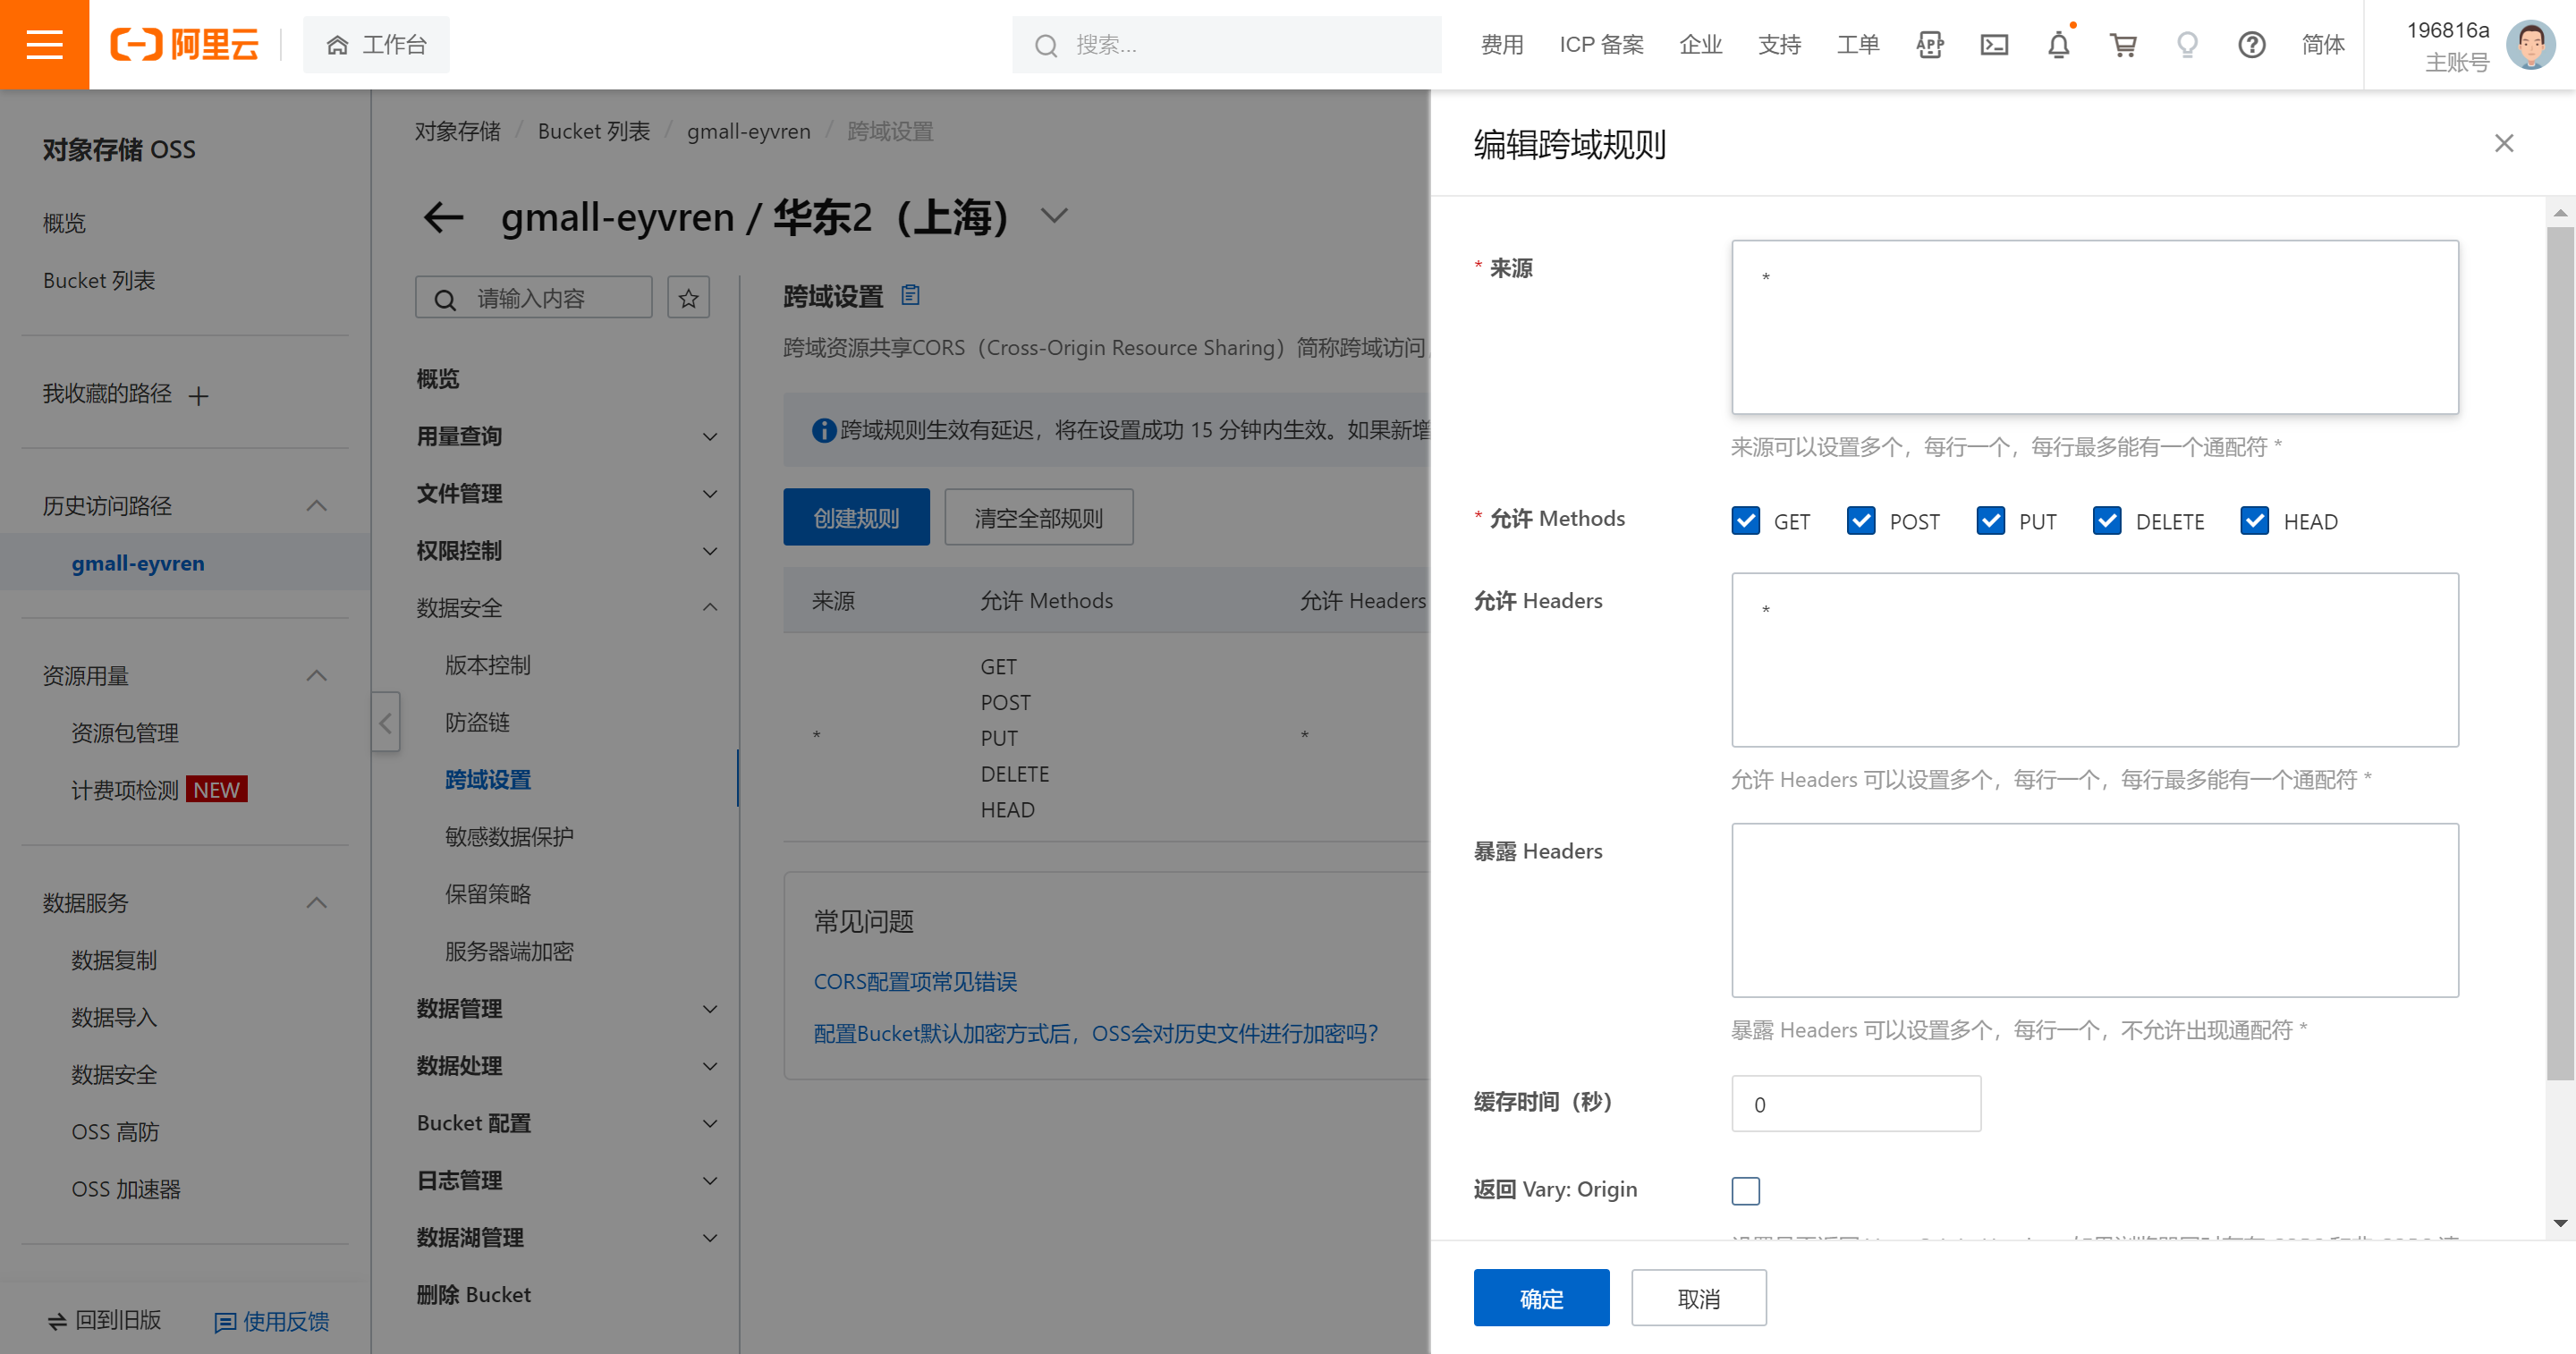 阿里云
工作台
搜索...
费用
ICP 备案
企业
支持
工单
APP
简体
196816a
主账号
对象存储 OSS
概览
Bucket 列表
我收藏的路径
历史访问路径
gmall-eyvren
资源用量
资源包管理
计费项检测 NEW
数据服务
数据复制
数据导入
数据安全
OSS 高防
OSS 加速器
回到旧版
使用反馈
对象存储 / Bucket 列表 / gmall-eyvren / 跨域设置
gmall-eyvren / 华东2（上海）
请输入内容
概览
用量查询
文件管理
权限控制
数据安全
版本控制
防盗链
跨域设置
敏感数据保护
保留策略
服务器端加密
数据管理
数据处理
Bucket 配置
日志管理
数据湖管理
删除 Bucket
跨域设置
跨域资源共享CORS（Cross-Origin Resource Sharing）简称跨域访问
跨域规则生效有延迟，将在设置成功 15 分钟内生效。如果新增
创建规则
清空全部规则
来源 允许 Methods 允许 Headers
GET
POST
* PUT *
DELETE
HEAD
常见问题
CORS配置项常见错误
配置Bucket默认加密方式后，OSS会对历史文件进行加密吗？
编辑跨域规则
* 来源
*
来源可以设置多个，每行一个，每行最多能有一个通配符 *
* 允许 Methods
GET POST PUT DELETE HEAD
允许 Headers
*
允许 Headers 可以设置多个，每行一个，每行最多能有一个通配符 *
暴露 Headers
暴露 Headers 可以设置多个，每行一个，不允许出现通配符 *
缓存时间（秒）
0
返回 Vary: Origin
确定
取消